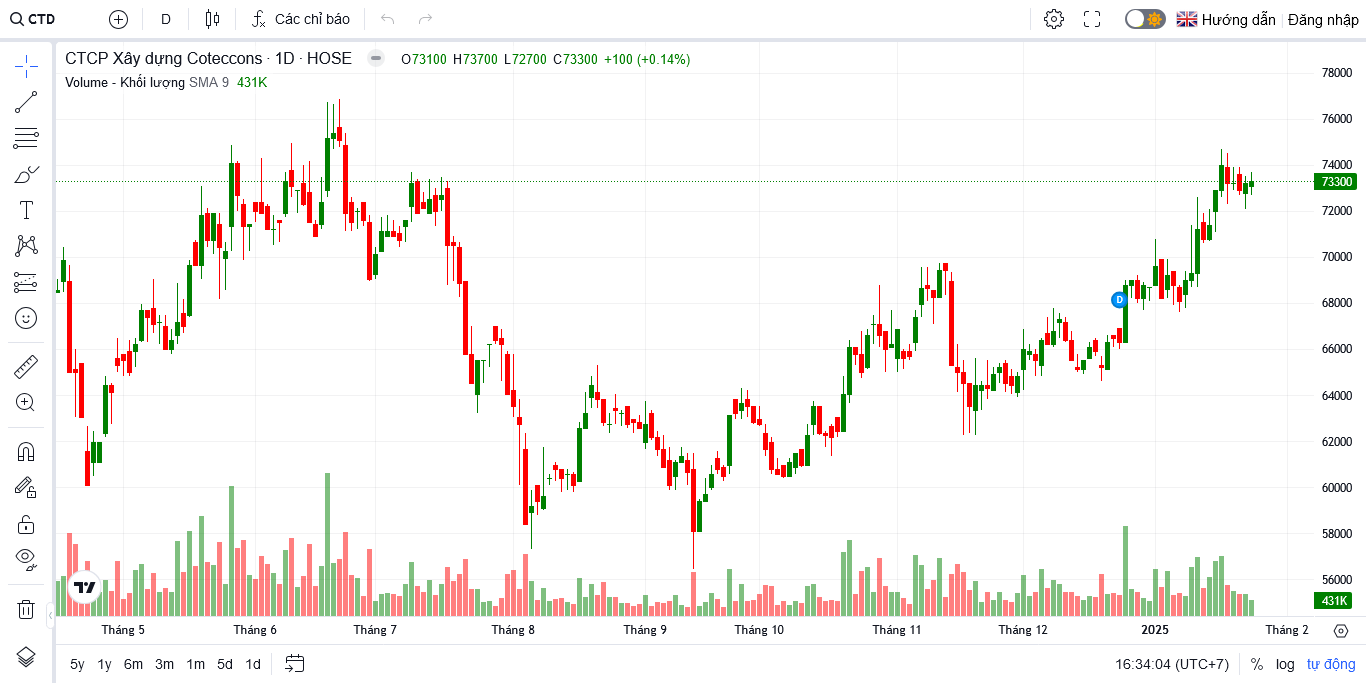 CTD D Các chỉ báo Hướng dẫn Đăng nhập
CTCP Xây dựng Coteccons · 1D · HOSE O73100 H73700 L72700 C73300 +100 (+0.14%)
Volume - Khối lượng SMA 9 431K
78000
76000
74000
73300
72000
70000
68000
D
66000
64000
62000
60000
58000
56000
431K
Tháng 5 Tháng 6 Tháng 7 Tháng 8 Tháng 9 Tháng 10 Tháng 11 Tháng 12 2025 Tháng 2
5y 1y 6m 3m 1m 5d 1d 16:34:04 (UTC+7) % log tự động